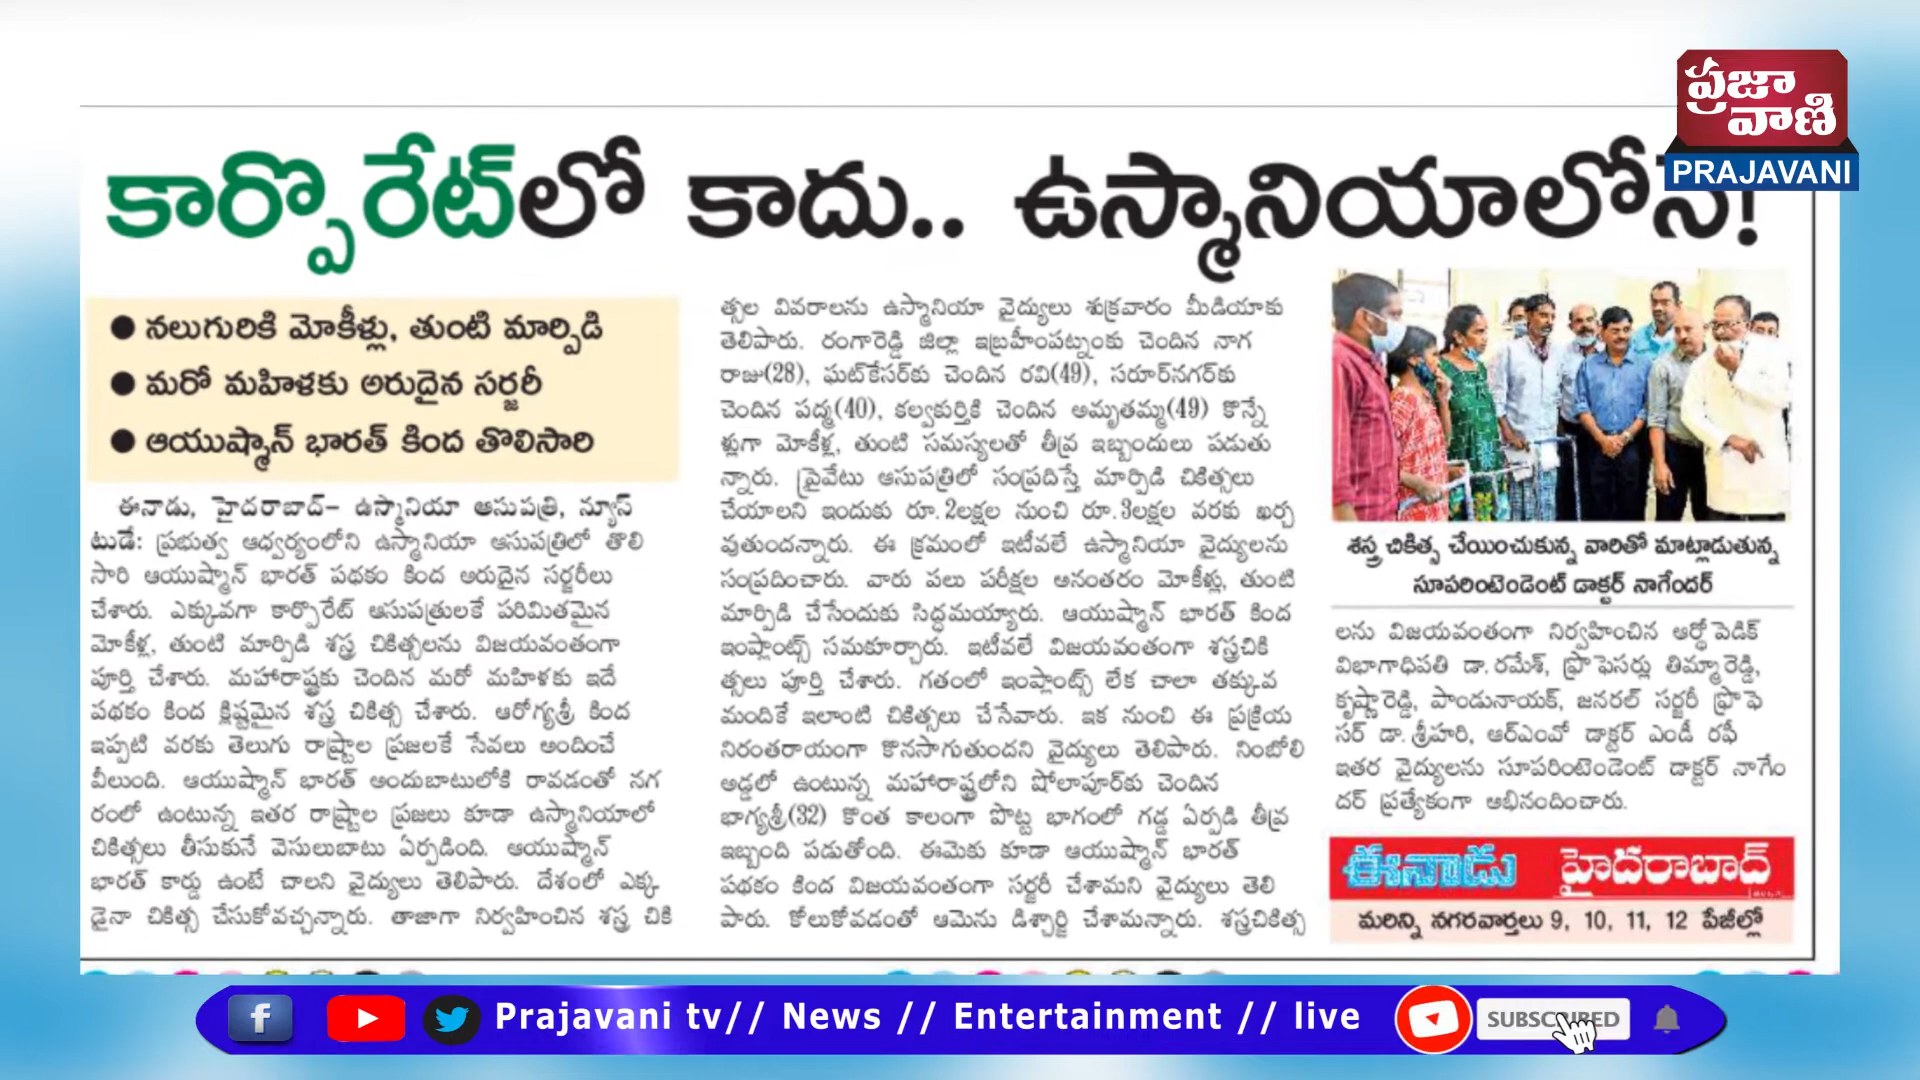 ప్రజా
వాణి
PRAJAVANI
కార్పొరేట్‌లో కాదు.. ఉస్మానియాలోనే!
● నలుగురికి మోకీళ్లు, తుంటి మార్పిడి
● మరో మహిళకు అరుదైన సర్జరీ
● ఆయుష్మాన్ భారత్ కింద తొలిసారి
ఈనాడు, హైదరాబాద్- ఉస్మానియా ఆసుపత్రి, న్యూస్
టుడే: ప్రభుత్వ ఆధ్వర్యంలోని ఉస్మానియా ఆసుపత్రిలో తొలి
సారి ఆయుష్మాన్ భారత్ పథకం కింద అరుదైన సర్జరీలు
చేశారు. ఎక్కువగా కార్పొరేట్ ఆసుపత్రులకే పరిమితమైన
మోకీళ్ల, తుంటి మార్పిడి శస్త్ర చికిత్సలను విజయవంతంగా
పూర్తి చేశారు. మహారాష్ట్రకు చెందిన మరో మహిళకు ఇదే
పథకం కింద క్లిష్టమైన శస్త్ర చికిత్స చేశారు. ఆరోగ్యశ్రీ కింద
ఇప్పటి వరకు తెలుగు రాష్ట్రాల ప్రజలకే సేవలు అందించే
వీలుంది. ఆయుష్మాన్ భారత్ అందుబాటులోకి రావడంతో నగ
రంలో ఉంటున్న ఇతర రాష్ట్రాల ప్రజలు కూడా ఉస్మానియాలో
చికిత్సలు తీసుకునే వెసులుబాటు ఏర్పడింది. ఆయుష్మాన్
భారత్ కార్డు ఉంటే చాలని వైద్యులు తెలిపారు. దేశంలో ఎక్క
డైనా చికిత్స చేసుకోవచ్చన్నారు. తాజాగా నిర్వహించిన శస్త్ర చికి
త్సల వివరాలను ఉస్మానియా వైద్యులు శుక్రవారం మీడియాకు
తెలిపారు. రంగారెడ్డి జిల్లా ఇబ్రహీంపట్నంకు చెందిన నాగ
రాజు(28), ఘట్‌కేసర్‌కు చెందిన రవి(49), సరూర్‌నగర్‌కు
చెందిన పద్మ(40), కల్వకుర్తికి చెందిన అమృతమ్మ(49) కొన్నే
ళ్లుగా మోకీళ్ల, తుంటి సమస్యలతో తీవ్ర ఇబ్బందులు పడుతు
న్నారు. ప్రైవేటు ఆసుపత్రిలో సంప్రదిస్తే మార్పిడి చికిత్సలు
చేయాలని ఇందుకు రూ.2లక్షల నుంచి రూ.3లక్షల వరకు ఖర్చ
వుతుందన్నారు. ఈ క్రమంలో ఇటీవలే ఉస్మానియా వైద్యులను
సంప్రదించారు. వారు పలు పరీక్షల అనంతరం మోకీళ్లు, తుంటి
మార్పిడి చేసేందుకు సిద్ధమయ్యారు. ఆయుష్మాన్ భారత్ కింద
ఇంప్లాంట్స్ సమకూర్చారు. ఇటీవలే విజయవంతంగా శస్త్రచికి
త్సలు పూర్తి చేశారు. గతంలో ఇంప్లాంట్స్ లేక చాలా తక్కువ
మందికే ఇలాంటి చికిత్సలు చేసేవారు. ఇక నుంచి ఈ ప్రక్రియ
నిరంతరాయంగా కొనసాగుతుందని వైద్యులు తెలిపారు. నింబోలి
అడ్డలో ఉంటున్న మహారాష్ట్రలోని షోలాపూర్‌కు చెందిన
భాగ్యశ్రీ(32) కొంత కాలంగా పొట్ట భాగంలో గడ్డ ఏర్పడి తీవ్ర
ఇబ్బంది పడుతోంది. ఈమెకు కూడా ఆయుష్మాన్ భారత్
పథకం కింద విజయవంతంగా సర్జరీ చేశామని వైద్యులు తెలి
పారు. కోలుకోవడంతో ఆమెను డిశ్చార్జి చేశామన్నారు. శస్త్రచికిత్స
శస్త్ర చికిత్స చేయించుకున్న వారితో మాట్లాడుతున్న
సూపరింటెండెంట్ డాక్టర్ నాగేందర్
లను విజయవంతంగా నిర్వహించిన ఆర్థోపెడిక్
విభాగాధిపతి డా.రమేశ్, ప్రొఫెసర్లు తిమ్మారెడ్డి,
కృష్ణారెడ్డి, పాండునాయక్, జనరల్ సర్జరీ ప్రొఫె
సర్ డా.శ్రీహరి, ఆర్ఎంవో డాక్టర్ ఎండీ రఫీ
ఇతర వైద్యులను సూపరింటెండెంట్ డాక్టర్ నాగేం
దర్ ప్రత్యేకంగా అభినందించారు.
ఈనాడు హైదరాబాద్
మరిన్ని నగరవార్తలు 9, 10, 11, 12 పేజీల్లో
Prajavani tv// News // Entertainment // live
SUBSCRIBED